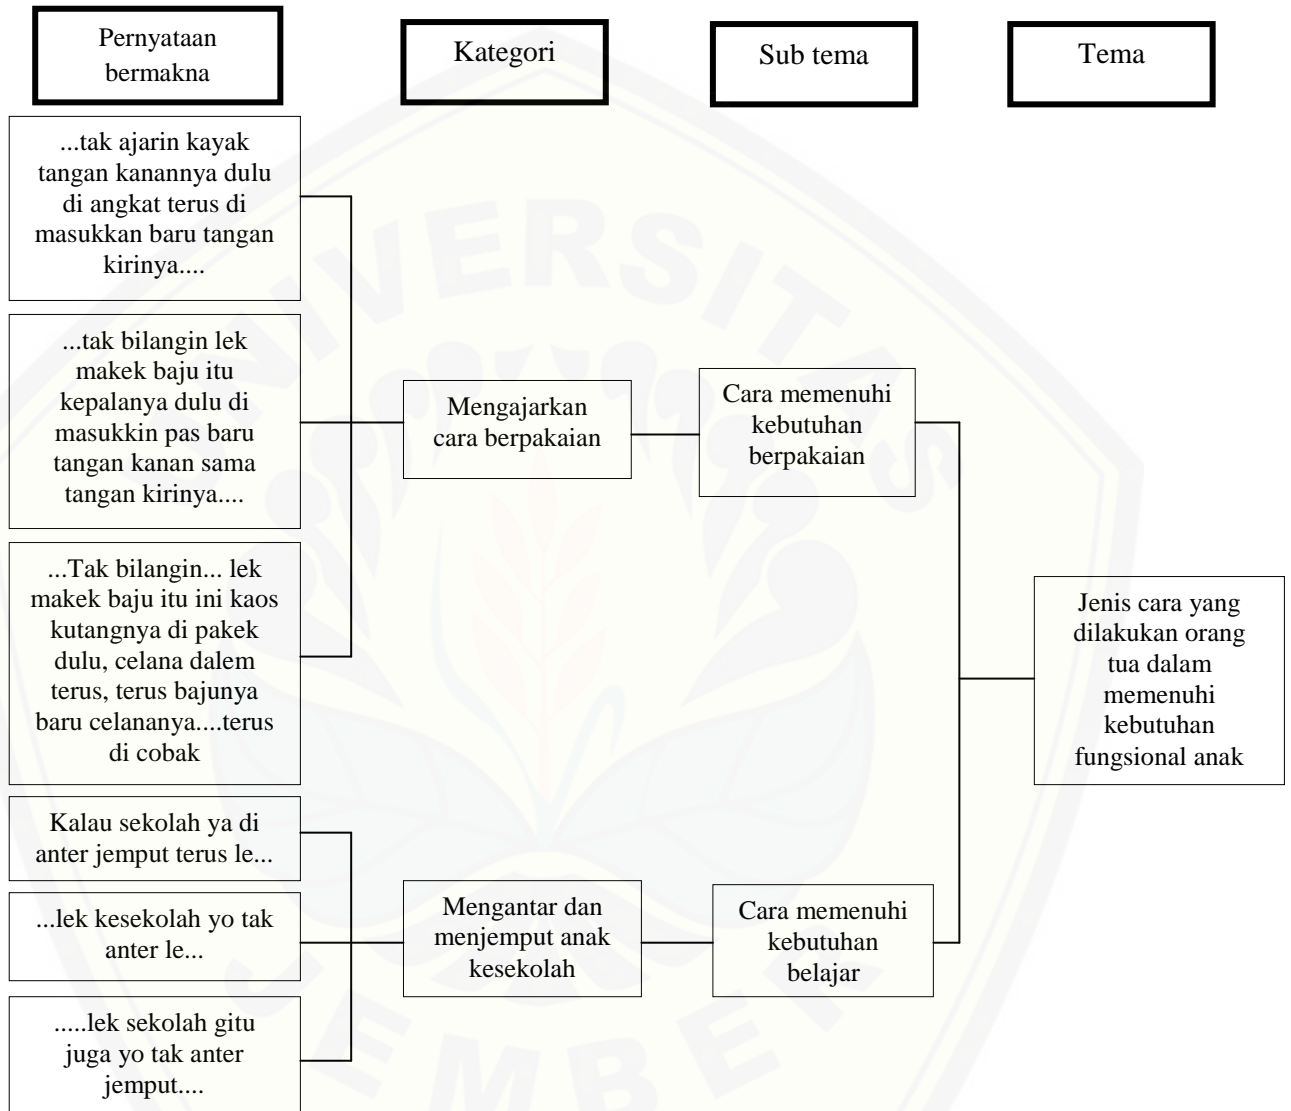 Pernyataan
bermakna
Kategori
Sub tema
Tema
...tak ajarin kayak
tangan kanannya dulu
di angkat terus di
masukkan baru tangan
kirinya....
...tak bilangin lek
makek baju itu
kepalanya dulu di
masukkin pas baru
tangan kanan sama
tangan kirinya....
...Tak bilangin... lek
makek baju itu ini kaos
kutangnya di pakek
dulu, celana dalem
terus, terus bajunya
baru celananya....terus
di cobak
Mengajarkan
cara berpakaian
Cara memenuhi
kebutuhan
berpakaian
Jenis cara yang
dilakukan orang
tua dalam
memenuhi
kebutuhan
fungsional anak
Kalau sekolah ya di
anter jemput terus le...
...lek kesekolah yo tak
anter le...
.....lek sekolah gitu
juga yo tak anter
jemput....
Mengantar dan
menjemput anak
kesekolah
Cara memenuhi
kebutuhan
belajar
UNIVERSITAS
JEMBER